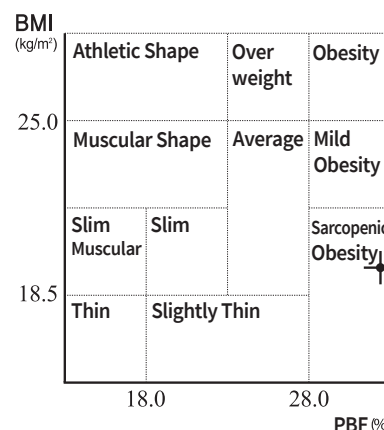 BMI
(kg/m²)
Athletic Shape
Over
weight
Obesity
25.0
Muscular Shape
Average
Mild
Obesity
Slim
Muscular
Slim
Sarcopenic
Obesity
18.5
Thin
Slightly Thin
18.0
28.0
PBF (%